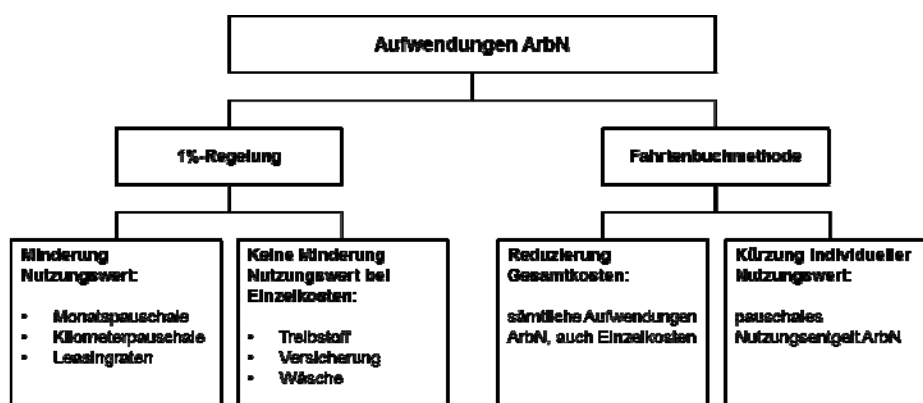 Aufwendungen ArbN
1%-Regelung
Fahrtenbuchmethode
Minderung
Nutzungswert:
• Monatspauschale
• Kilometerpauschale
• Leasingraten
Keine Minderung
Nutzungswert bei
Einzelkosten:
• Treibstoff
• Versicherung
• Wäsche
Reduzierung
Gesamtkosten:
sämtliche Aufwendungen
ArbN, auch Einzelkosten
Kürzung individueller
Nutzungswert:
pauschales
Nutzungsentgelt ArbN